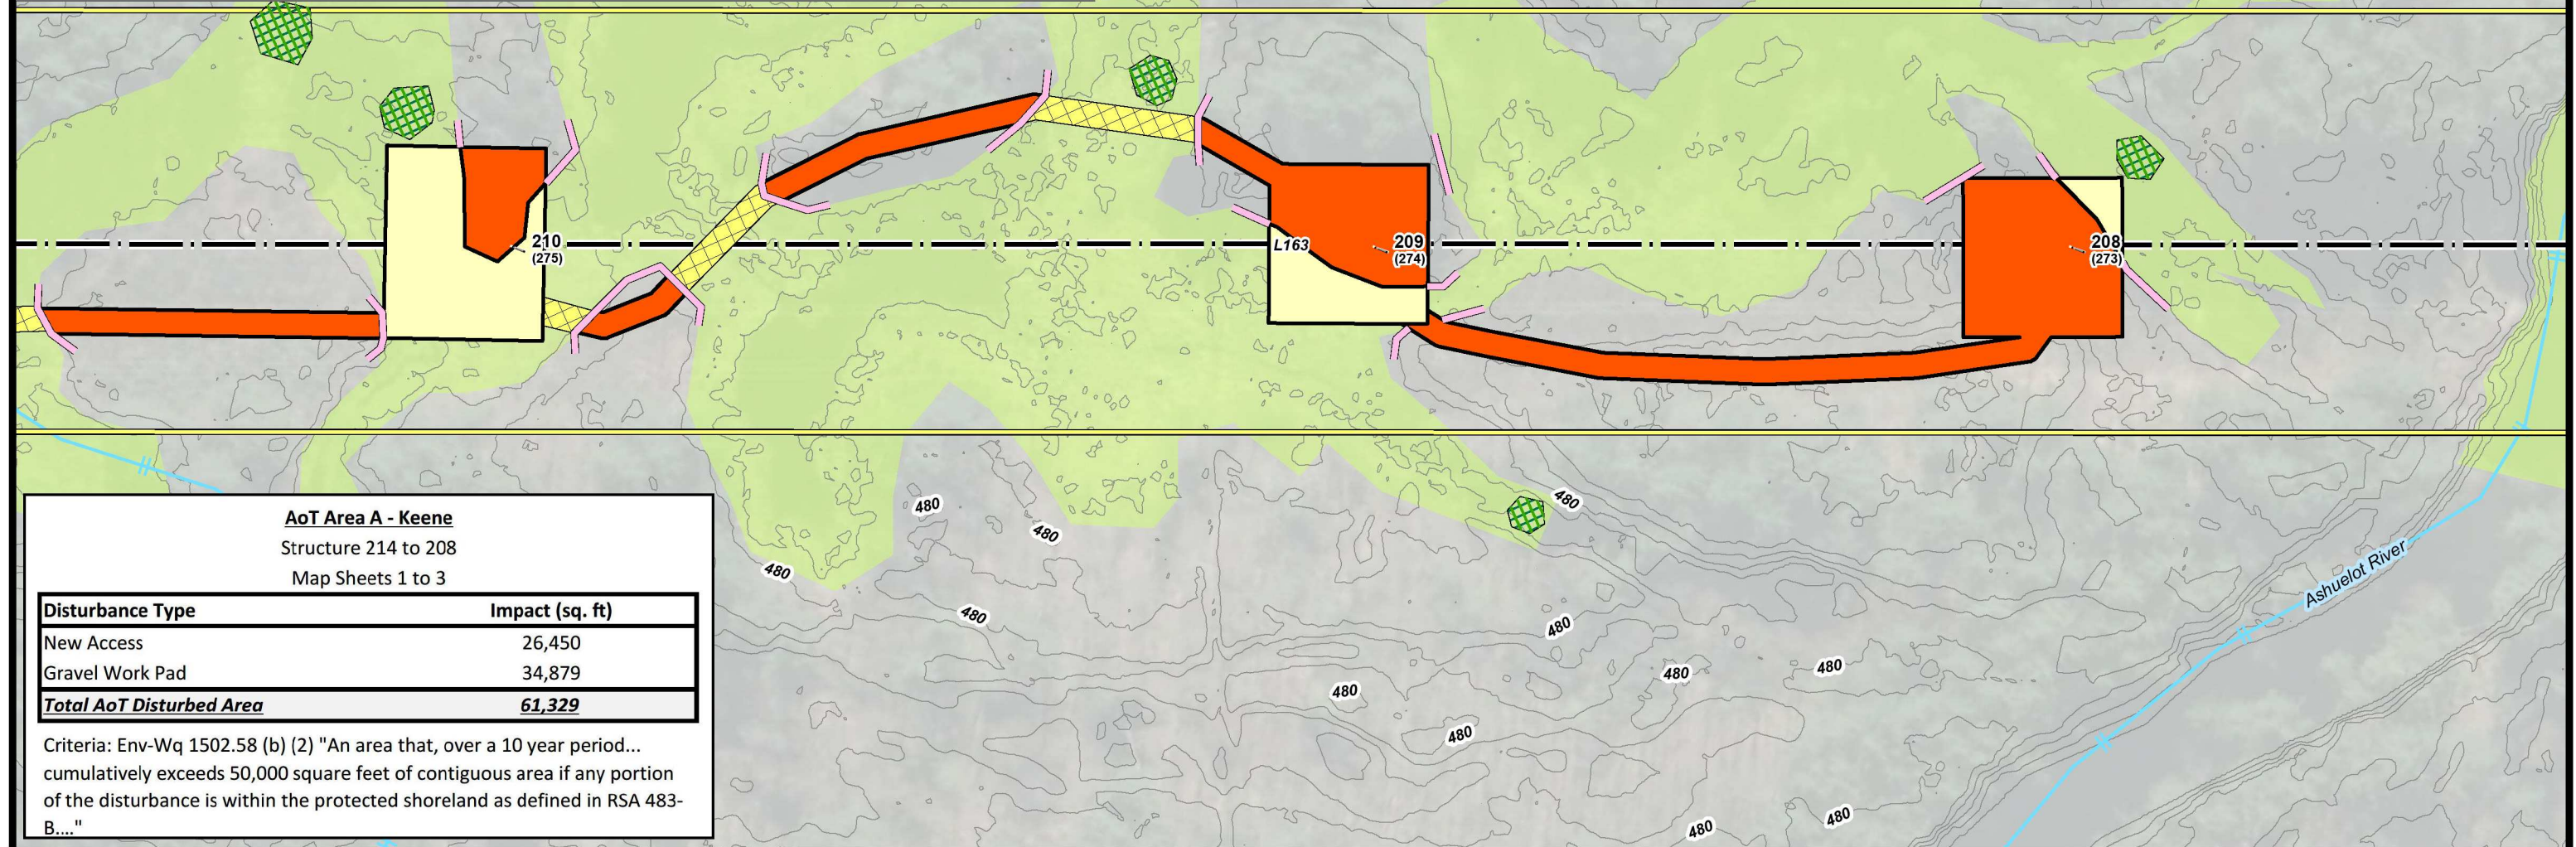 210
(275)
L163
209
(274)
208
(273)
480
480
480
480
480
480
480
480
480
480
480
480
Ashuelot River
AoT Area A - Keene
Structure 214 to 208
Map Sheets 1 to 3
Disturbance Type Impact (sq. ft)
New Access 26,450
Gravel Work Pad 34,879
Total AoT Disturbed Area 61,329
Criteria: Env-Wq 1502.58 (b) (2) "An area that, over a 10 year period...
cumulatively exceeds 50,000 square feet of contiguous area if any portion
of the disturbance is within the protected shoreland as defined in RSA 483-
B...."